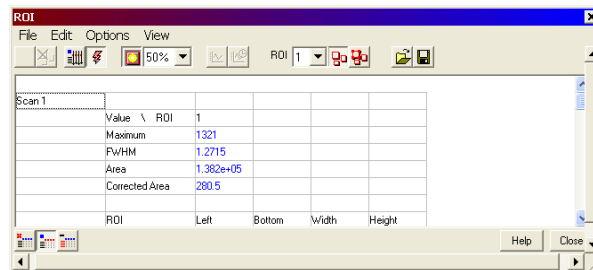 ROI
File Edit Options View
50% ROI 1
Scan 1
Value \ ROI 1
Maximum 1321
FWHM 1.2715
Area 1.382e+05
Corrected Area 280.5
ROI Left Bottom Width Height
Help Close